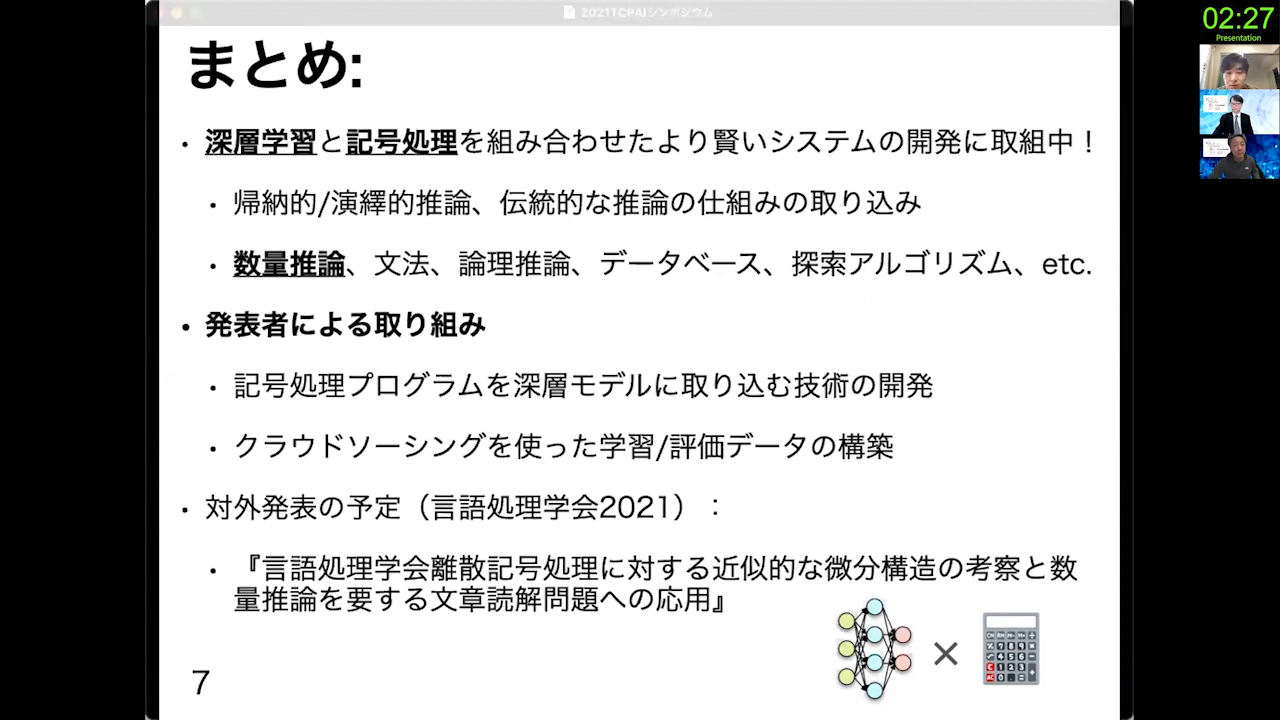 2021TCPAIシンポジウム
02:27
Presentation
まとめ:
・深層学習と記号処理を組み合わせたより賢いシステムの開発に取組中！
・帰納的/演繹的推論、伝統的な推論の仕組みの取り込み
・数量推論、文法、論理推論、データベース、探索アルゴリズム、etc.
・発表者による取り組み
・記号処理プログラムを深層モデルに取り込む技術の開発
・クラウドソーシングを使った学習/評価データの構築
・対外発表の予定（言語処理学会2021）：
・『言語処理学会離散記号処理に対する近似的な微分構造の考察と数
量推論を要する文章読解問題への応用』
×
7